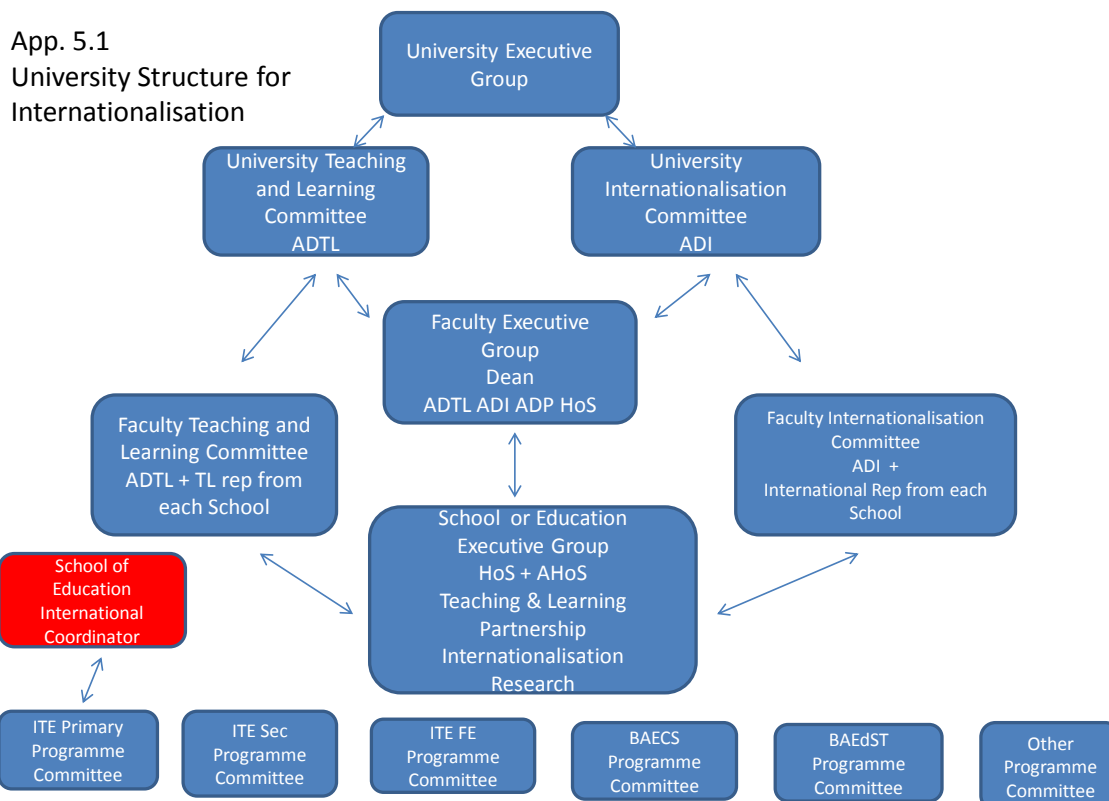 App. 5.1
University Structure for
Internationalisation
University Executive
Group
University Teaching
and Learning
Committee
ADTL
University
Internationalisation
Committee
ADI
Faculty Executive
Group
Dean
ADTL ADI ADP HoS
Faculty Teaching and
Learning Committee
ADTL + TL rep from
each School
Faculty Internationalisation
Committee
ADI +
International Rep from each
School
School or Education
Executive Group
HoS + AHoS
Teaching & Learning
Partnership
Internationalisation
Research
School of
Education
International
Coordinator
ITE Primary
Programme
Committee
ITE Sec
Programme
Committee
ITE FE
Programme
Committee
BAECS
Programme
Committee
BAEdST
Programme
Committee
Other
Programme
Committee